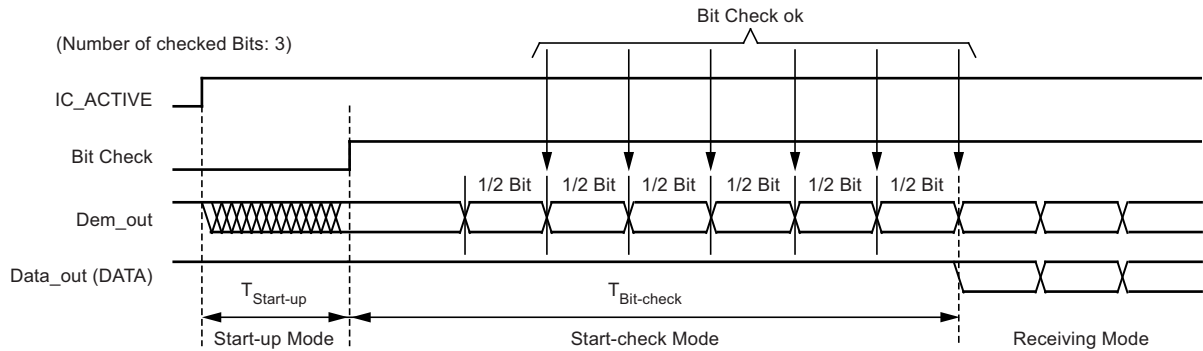 Bit Check ok
(Number of checked Bits: 3)
IC_ACTIVE
Bit Check
1/2 Bit 1/2 Bit 1/2 Bit 1/2 Bit 1/2 Bit 1/2 Bit
Dem_out
Data_out (DATA)
TStart-up TBit-check
Start-up Mode Start-check Mode Receiving Mode